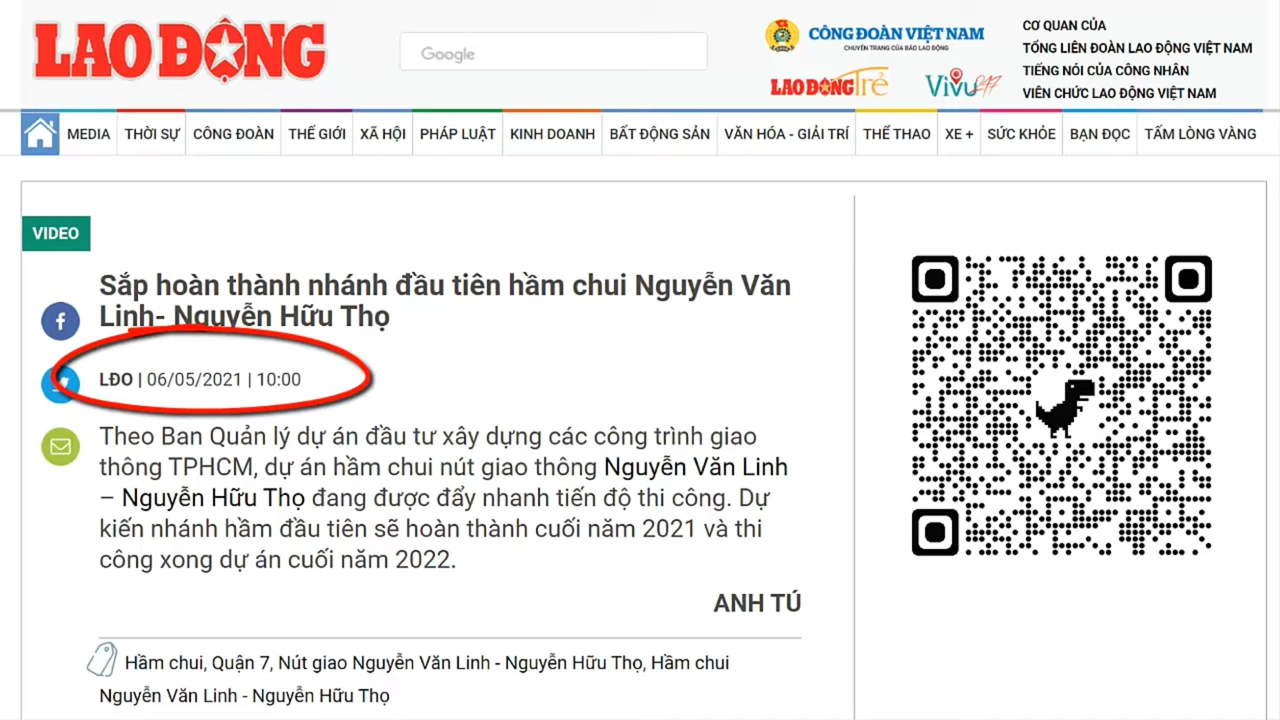 LAO ĐỘNG
Google
CÔNG ĐOÀN VIỆT NAM
CHUYÊN TRANG CỦA BÁO LAO ĐỘNG
LAO ĐỘNG Trẻ
Vivu 247
CƠ QUAN CỦA
TỔNG LIÊN ĐOÀN LAO ĐỘNG VIỆT NAM
TIẾNG NÓI CỦA CÔNG NHÂN
VIÊN CHỨC LAO ĐỘNG VIỆT NAM
MEDIA THỜI SỰ CÔNG ĐOÀN THẾ GIỚI XÃ HỘI PHÁP LUẬT KINH DOANH BẤT ĐỘNG SẢN VĂN HÓA - GIẢI TRÍ THỂ THAO XE + SỨC KHỎE BẠN ĐỌC TẤM LÒNG VÀNG
VIDEO
Sắp hoàn thành nhánh đầu tiên hầm chui Nguyễn Văn
Linh- Nguyễn Hữu Thọ
LĐO | 06/05/2021 | 10:00
Theo Ban Quản lý dự án đầu tư xây dựng các công trình giao
thông TPHCM, dự án hầm chui nút giao thông Nguyễn Văn Linh
– Nguyễn Hữu Thọ đang được đẩy nhanh tiến độ thi công. Dự
kiến nhánh hầm đầu tiên sẽ hoàn thành cuối năm 2021 và thi
công xong dự án cuối năm 2022.
ANH TÚ
Hầm chui, Quận 7, Nút giao Nguyễn Văn Linh - Nguyễn Hữu Thọ, Hầm chui
Nguyễn Văn Linh - Nguyễn Hữu Thọ